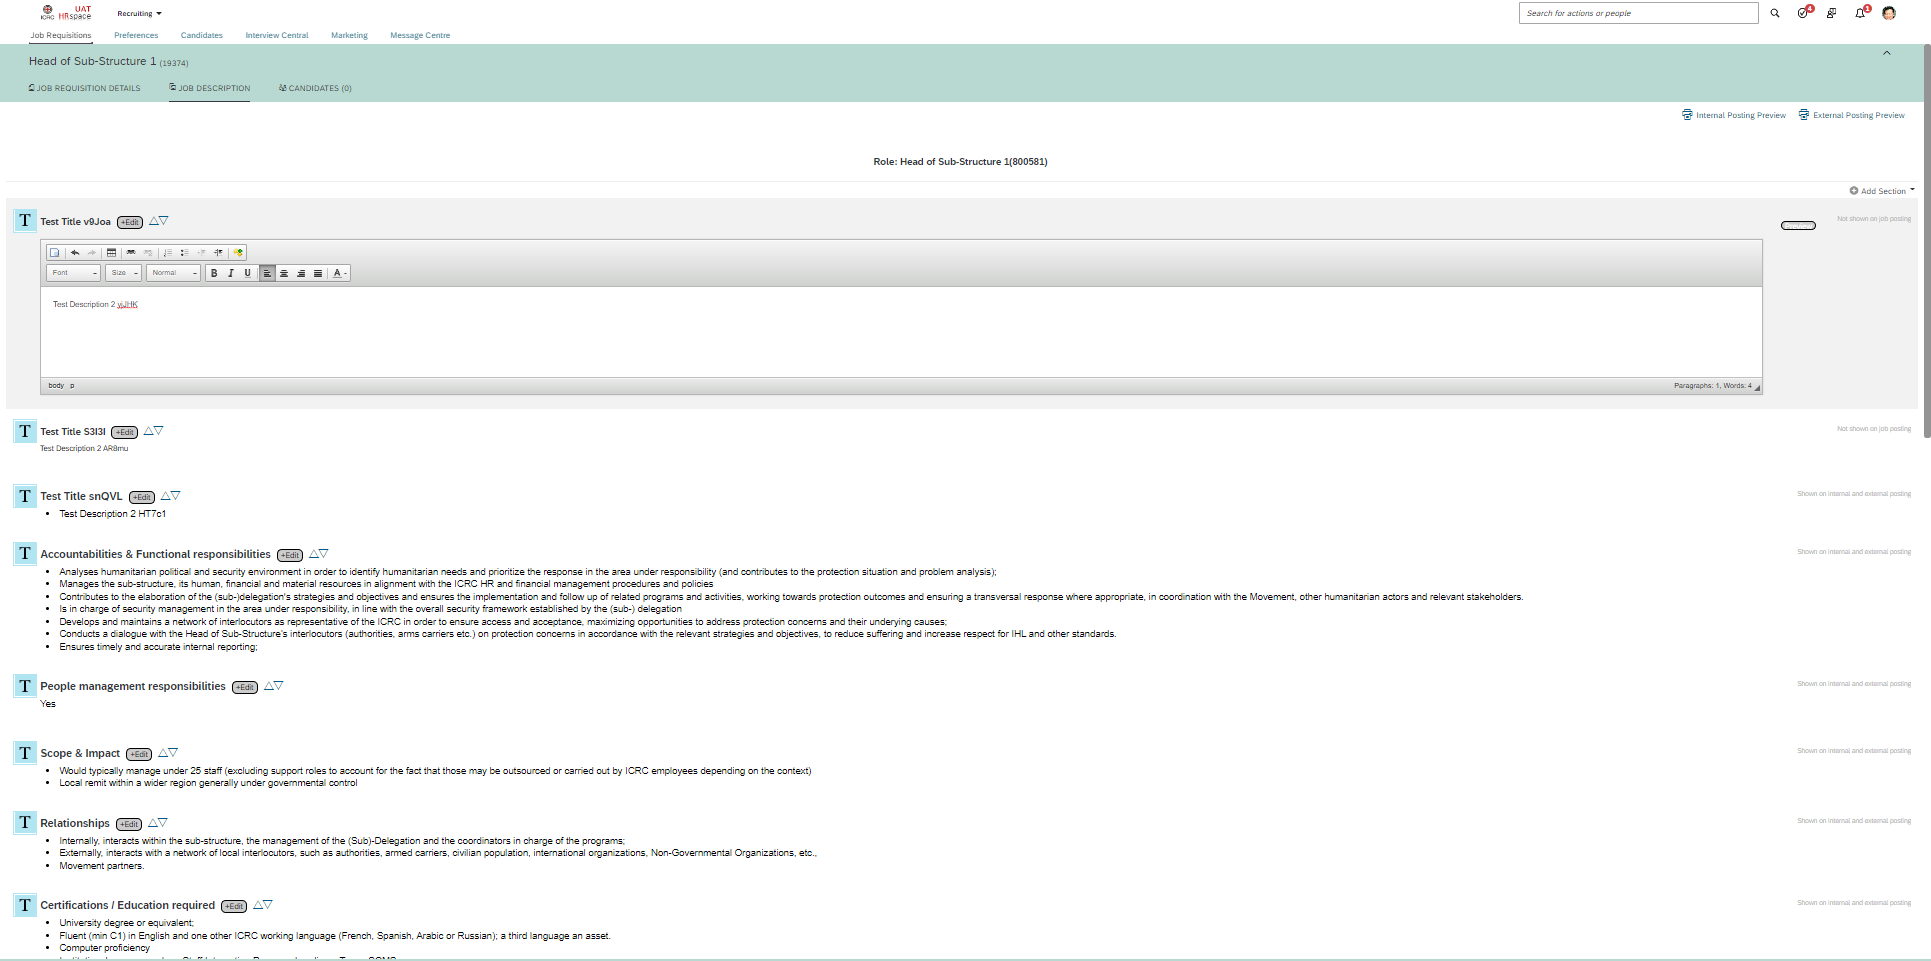 ICRC UAT HRspace
Recruiting
Search for actions or people
4
1
Job Requisitions Preferences Candidates Interview Central Marketing Message Centre
Head of Sub-Structure 1 (19374)
JOB REQUISITION DETAILS JOB DESCRIPTION CANDIDATES (0)
Internal Posting Preview External Posting Preview
Role: Head of Sub-Structure 1(800581)
Add Section
T Test Title v9Joa +Edit
Not shown on job posting
Font Size Normal B I U A
Test Description 2 yjJHK
body p
Paragraphs: 1, Words: 4
T Test Title S3I3I +Edit
Not shown on job posting
Test Description 2 AR8mu
T Test Title snQVL +Edit
Shown on internal and external posting
• Test Description 2 HT7c1
T Accountabilities & Functional responsibilities +Edit
Shown on internal and external posting
• Analyses humanitarian political and security environment in order to identify humanitarian needs and prioritize the response in the area under responsibility (and contributes to the protection situation and problem analysis);
• Manages the sub-structure, its human, financial and material resources in alignment with the ICRC HR and financial management procedures and policies
• Contributes to the elaboration of the (sub-)delegation's strategies and objectives and ensures the implementation and follow up of related programs and activities, working towards protection outcomes and ensuring a transversal response where appropriate, in coordination with the Movement, other humanitarian actors and relevant stakeholders.
• Is in charge of security management in the area under responsibility, in line with the overall security framework established by the (sub-) delegation
• Develops and maintains a network of interlocutors as representative of the ICRC in order to ensure access and acceptance, maximizing opportunities to address protection concerns and their underlying causes;
• Conducts a dialogue with the Head of Sub-Structure's interlocutors (authorities, arms carriers etc.) on protection concerns in accordance with the relevant strategies and objectives, to reduce suffering and increase respect for IHL and other standards.
• Ensures timely and accurate internal reporting;
T People management responsibilities +Edit
Shown on internal and external posting
Yes
T Scope & Impact +Edit
Shown on internal and external posting
• Would typically manage under 25 staff (excluding support roles to account for the fact that those may be outsourced or carried out by ICRC employees depending on the context)
• Local remit within a wider region generally under governmental control
T Relationships +Edit
Shown on internal and external posting
• Internally, interacts within the sub-structure, the management of the (Sub)-Delegation and the coordinators in charge of the programs;
• Externally, interacts with a network of local interlocutors, such as authorities, armed carriers, civilian population, international organizations, Non-Governmental Organizations, etc.,
• Movement partners.
T Certifications / Education required +Edit
Shown on internal and external posting
• University degree or equivalent;
• Fluent (min C1) in English and one other ICRC working language (French, Spanish, Arabic or Russian); a third language an asset.
• Computer proficiency